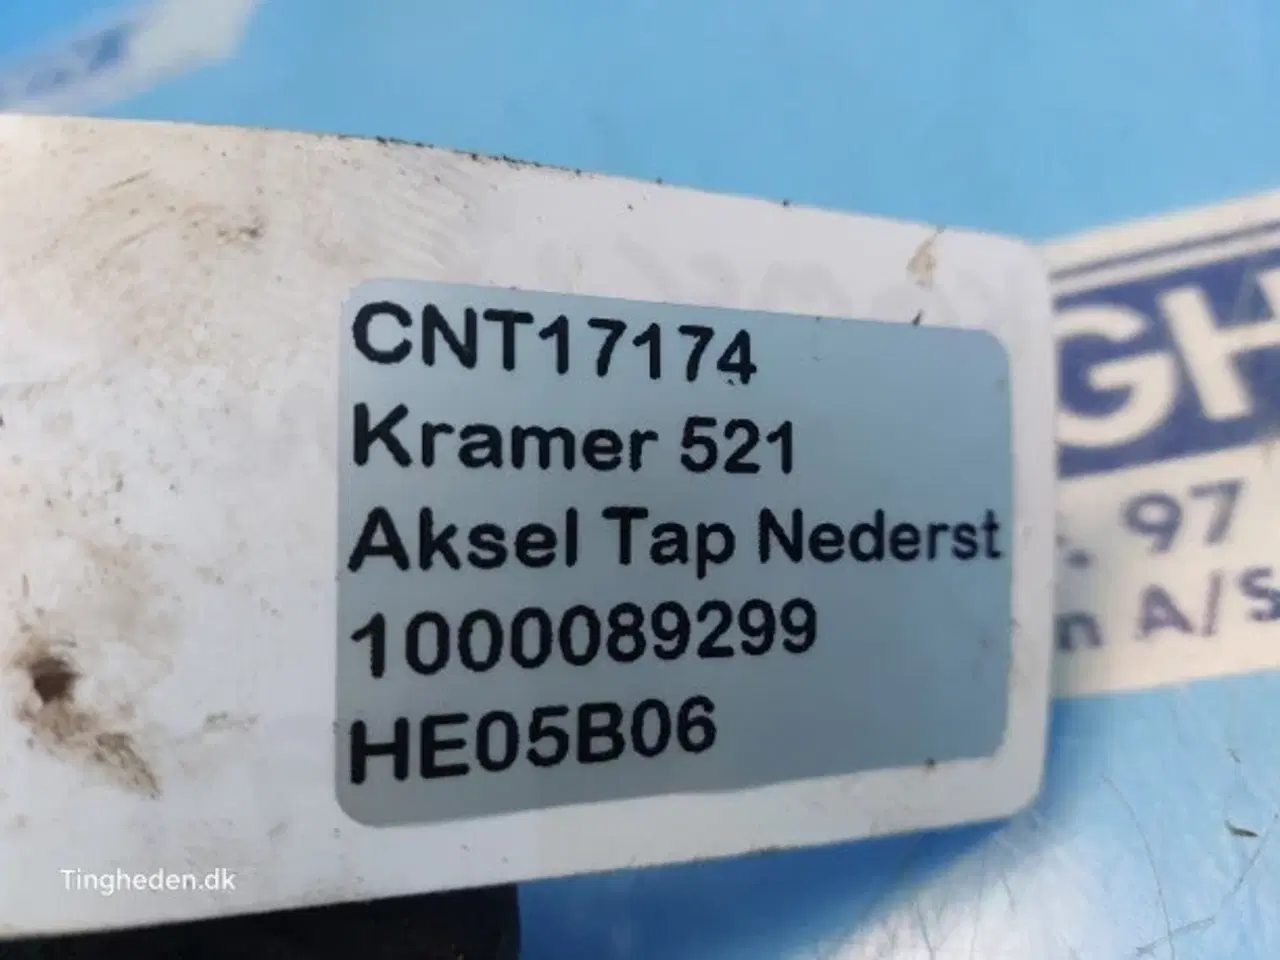 CNT17174
Kramer 521
Aksel Tap Nederst
1000089299
HE05B06
GH
97
A/S
Tingheden.dk